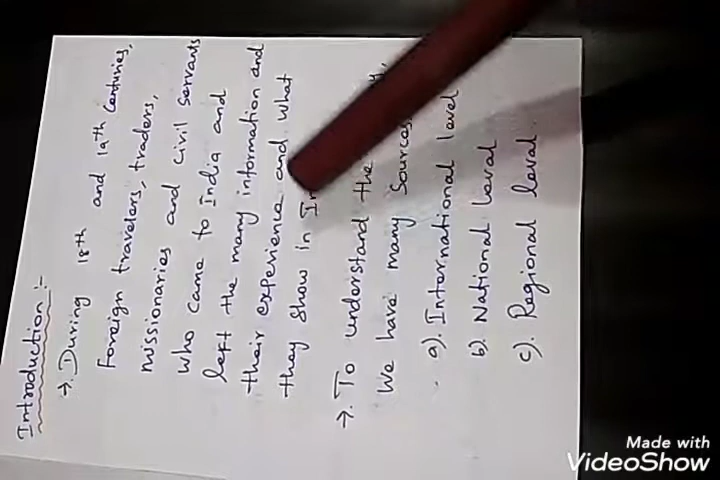 Introduction :-
→. During 18th and 19th Centuries,
Foreign travelers, traders,
missionaries and civil servants
who came to India and
left the many information and
their experience and what
they show in
→. To understand the
we have many Sources
a). International level
b). National leval
c). Regional leval.
Made with
VideoShow